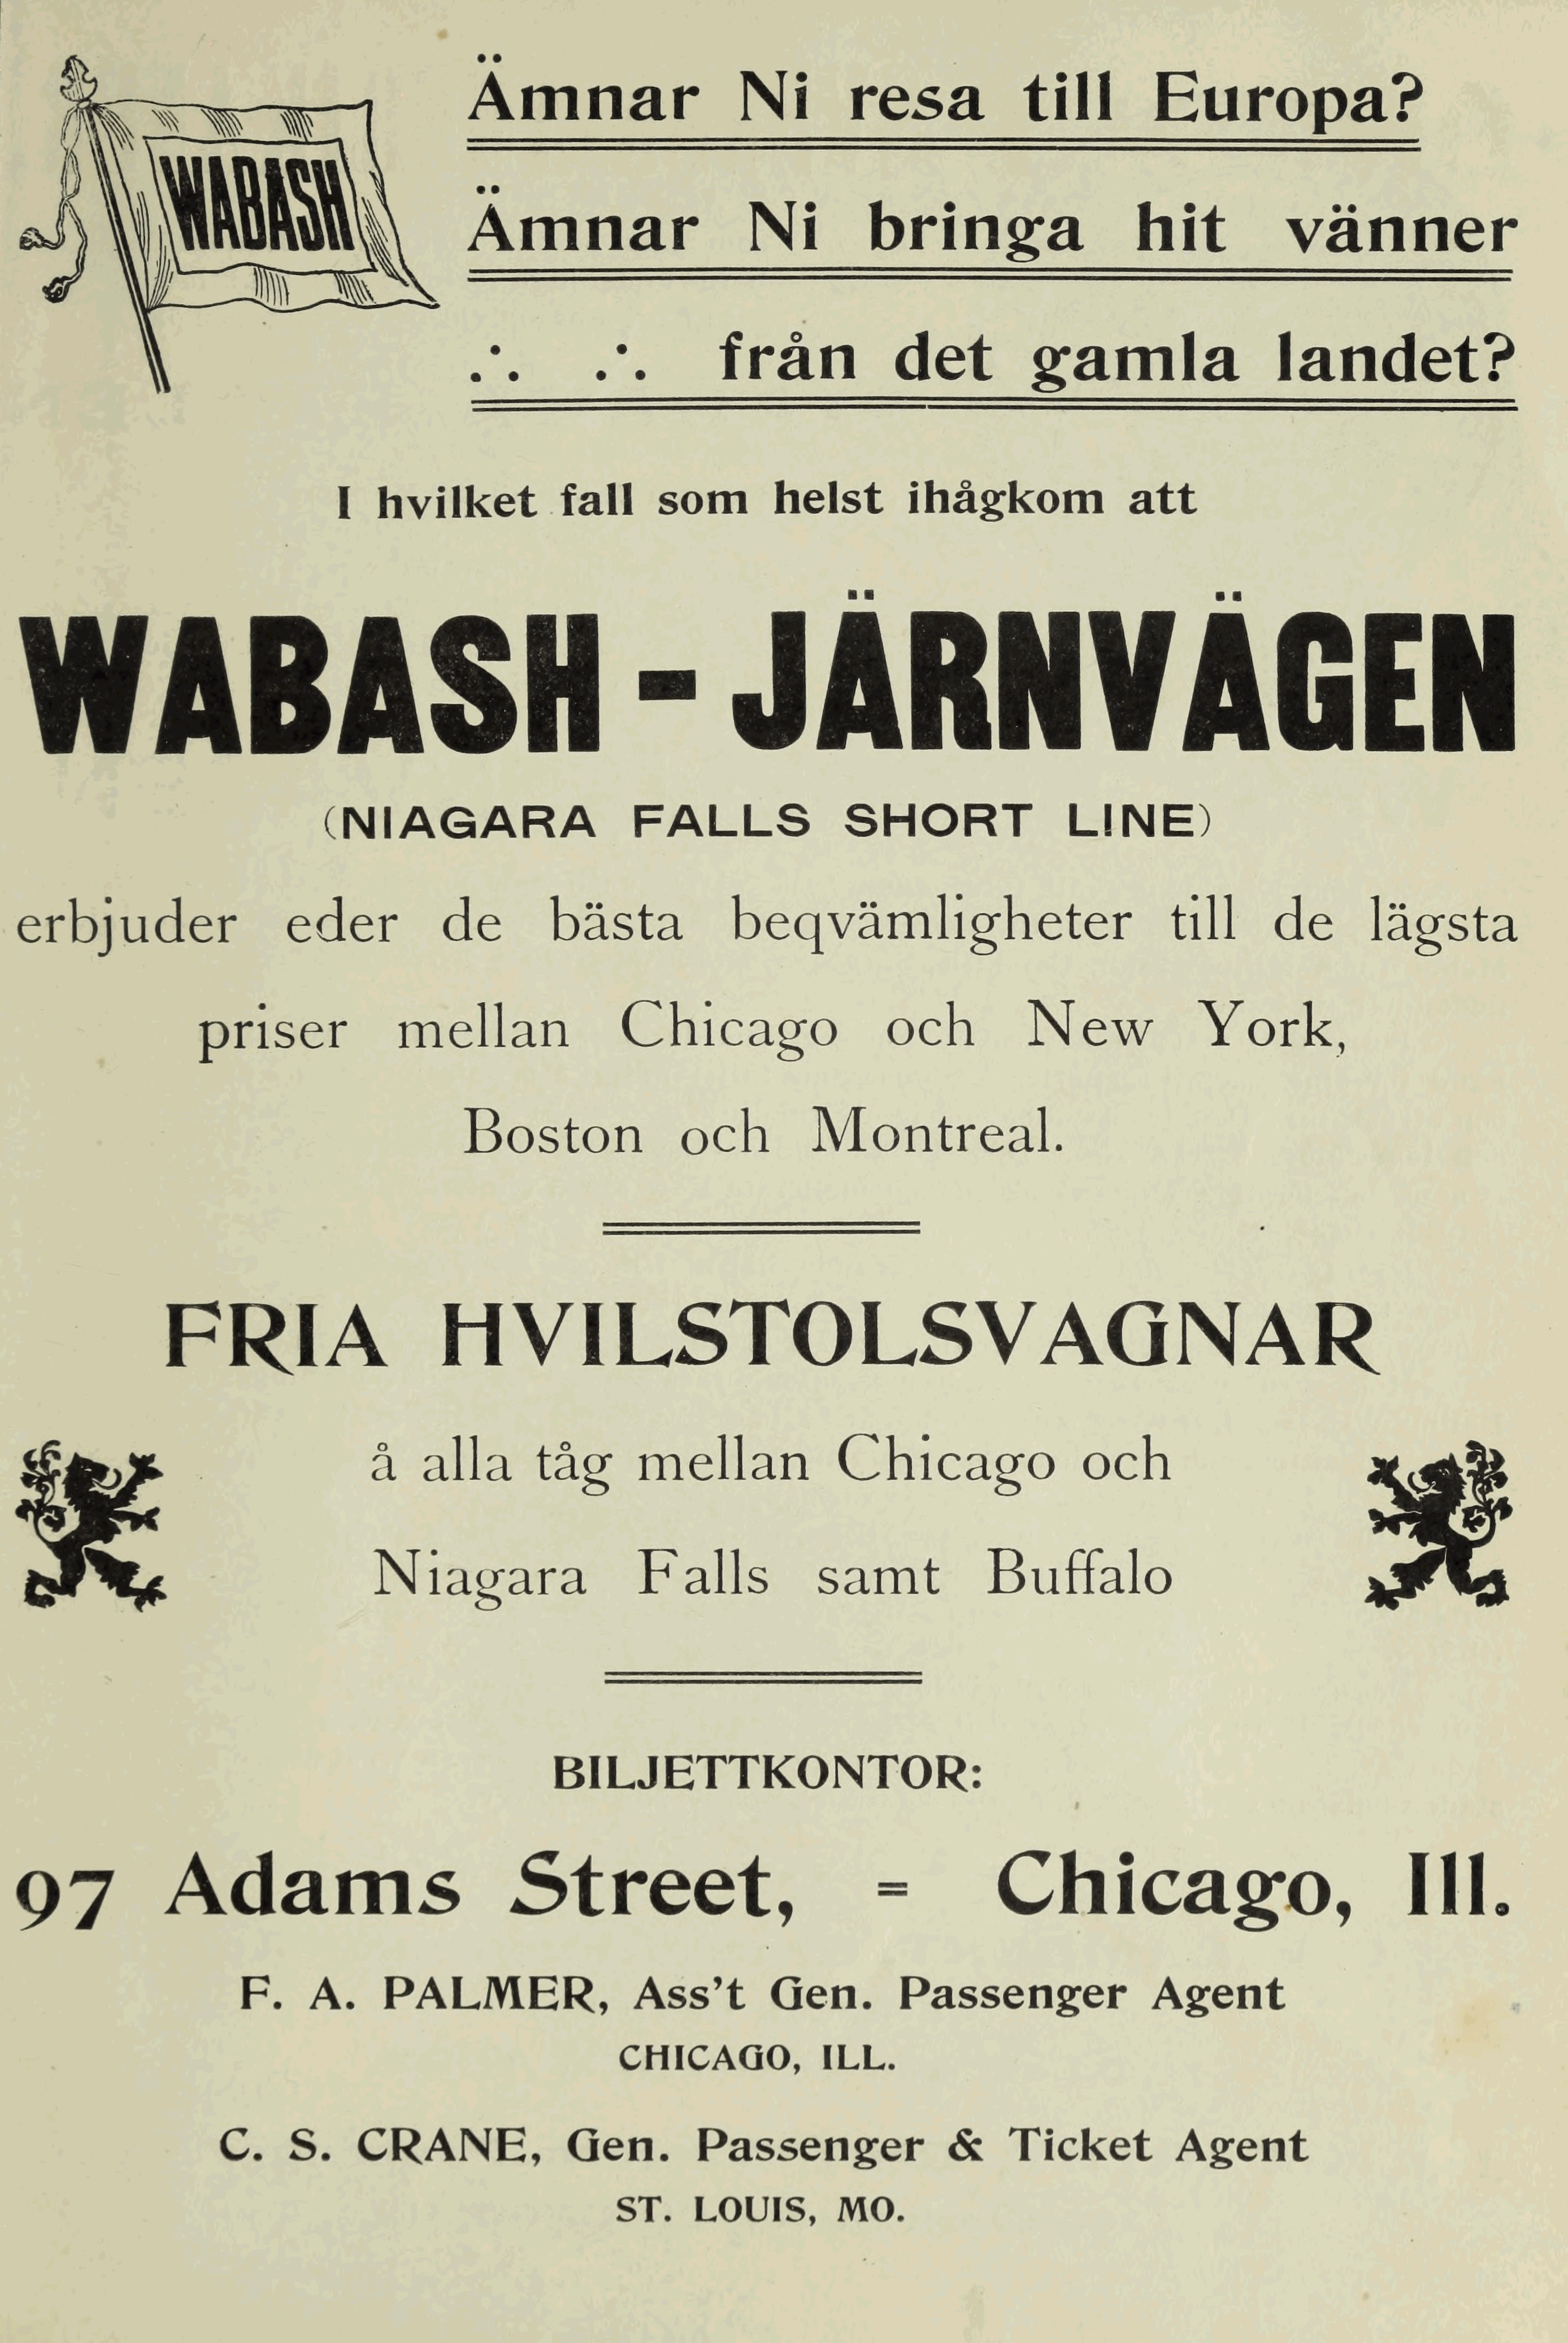 WABASH
Ämnar Ni resa till Europa?
Ämnar Ni bringa hit vänner
från det gamla landet?
I hvilket fall som helst ihågkom att
WABASH - JÄRNVÄGEN
(NIAGARA FALLS SHORT LINE)
erbjuder eder de bästa beqvämligheter till de lägsta
priser mellan Chicago och New York,
Boston och Montreal.
FRIA HVILSTOLSVAGNAR
å alla tåg mellan Chicago och
Niagara Falls samt Buffalo
BILJETTKONTOR:
97 Adams Street, = Chicago, Ill.
F. A. PALMER, Ass't Gen. Passenger Agent
CHICAGO, ILL.
C. S. CRANE, Gen. Passenger & Ticket Agent
ST. LOUIS, MO.